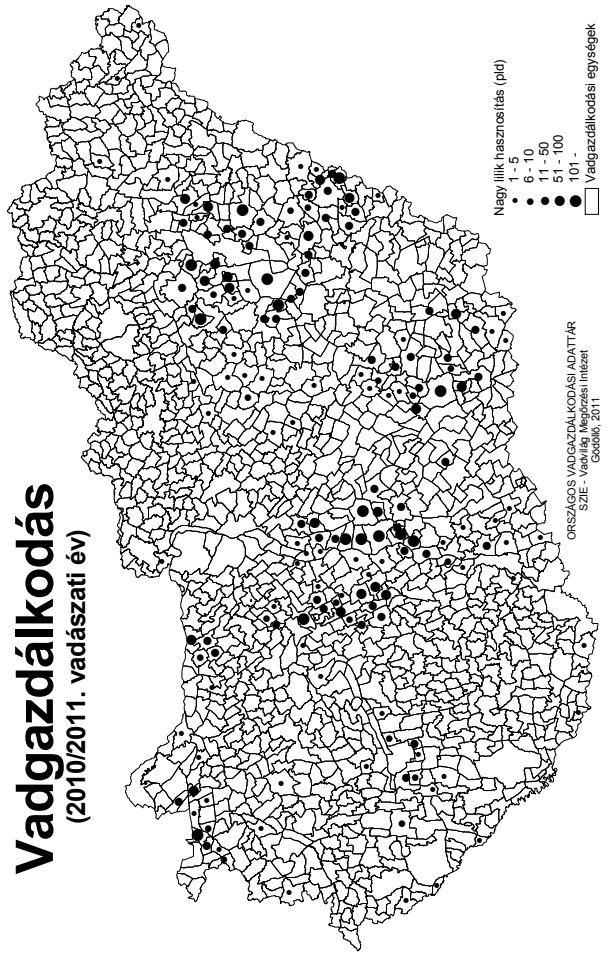 Vadgazdálkodás
(2010/2011. vadászati év)
Nagy lilik hasznosítás (pld)
1 - 5
6 - 10
11 - 50
51 - 100
101 -
Vadgazdálkodási egységek
ORSZÁGOS VADGAZDÁLKODÁSI ADATTÁR
SZIE - Vadvilág Megőrzési Intézet
Gödöllő, 2011